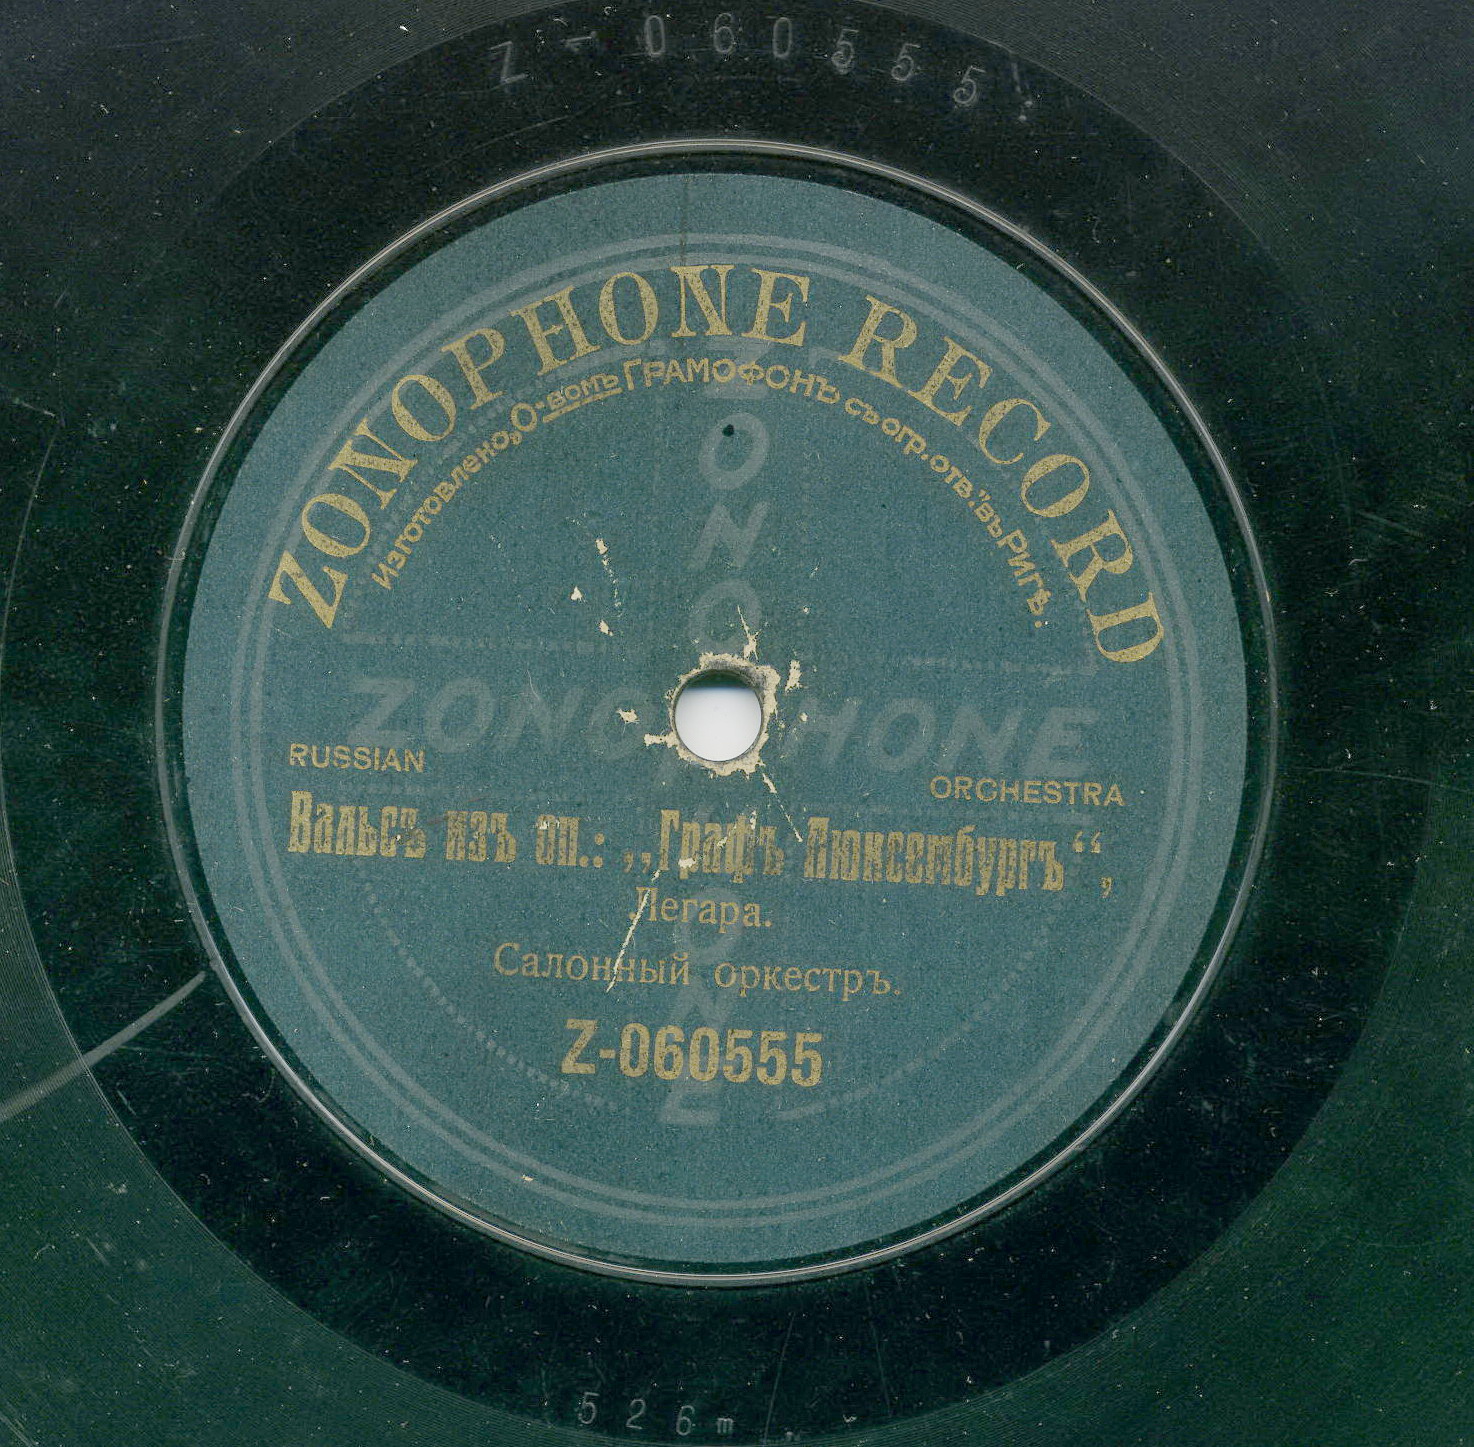 Z-060555
ZONOPHONE RECORD
Изготовлено „О-вомъ ГРАМОФОНЪ съ огр. отв.“ въ Ригѣ.
ZONOPHONE
RUSSIAN
ORCHESTRA
Вальсъ изъ оп.: „Графъ Люксембургъ“,
Легара.
Салонный оркестръ.
Z-060555
526m